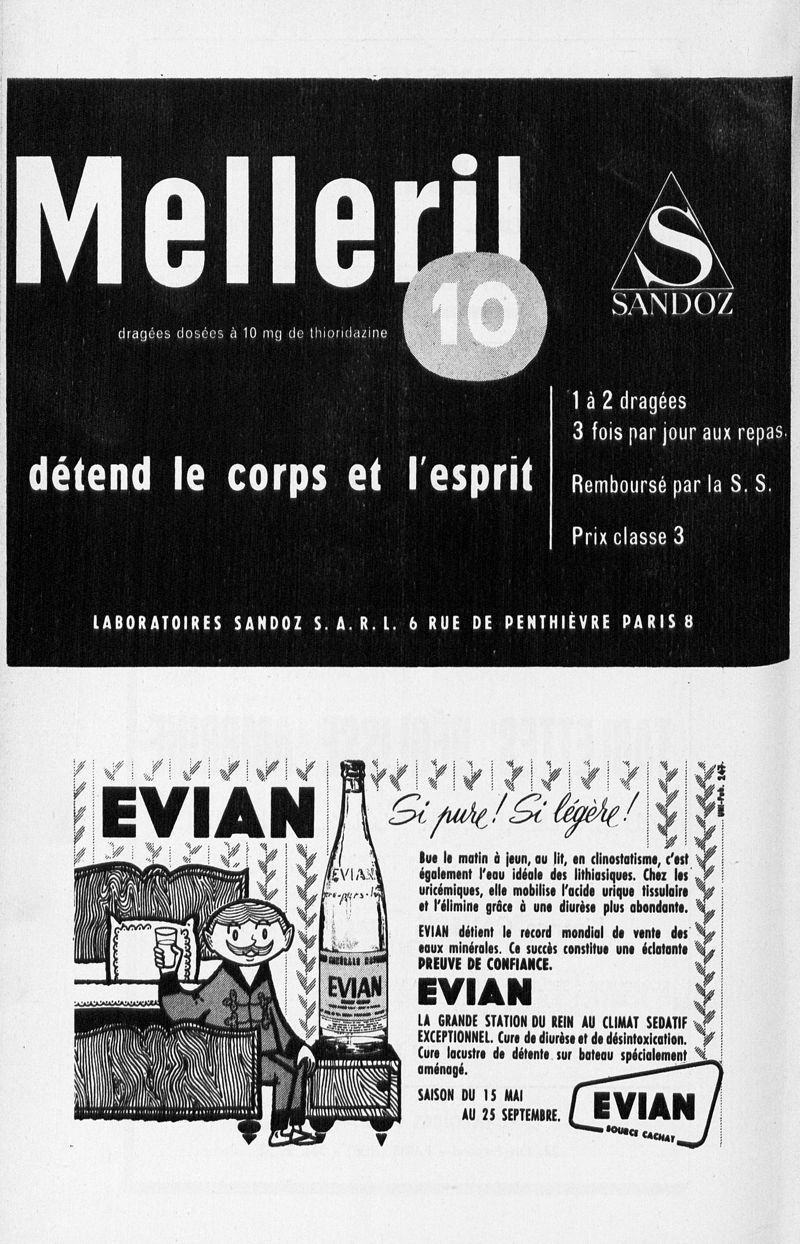 Melleril
10
dragées dosées à 10 mg de thioridazine
S
SANDOZ
détend le corps et l'esprit
1 à 2 dragées
3 fois par jour aux repas.
Remboursé par la S. S.
Prix classe 3
LABORATOIRES SANDOZ S. A. R. L. 6 RUE DE PENTHIÈVRE PARIS 8
EVIAN
Si pure! Si légère!
Bue le matin à jeun, au lit, en clinostatisme, c'est
également l'eau idéale des lithiasiques. Chez les
uricémiques, elle mobilise l'acide urique tissulaire
et l'élimine grâce à une diurèse plus abondante.
EVIAN détient le record mondial de vente des
eaux minérales. Ce succès constitue une éclatante
PREUVE DE CONFIANCE.
EVIAN
LA GRANDE STATION DU REIN AU CLIMAT SEDATIF
EXCEPTIONNEL. Cure de diurèse et de désintoxication.
Cure lacustre de détente sur bateau spécialement
aménagé.
SAISON DU 15 MAI
AU 25 SEPTEMBRE.
EVIAN
SOURCE CACHAT
EVIAN
EVIAN